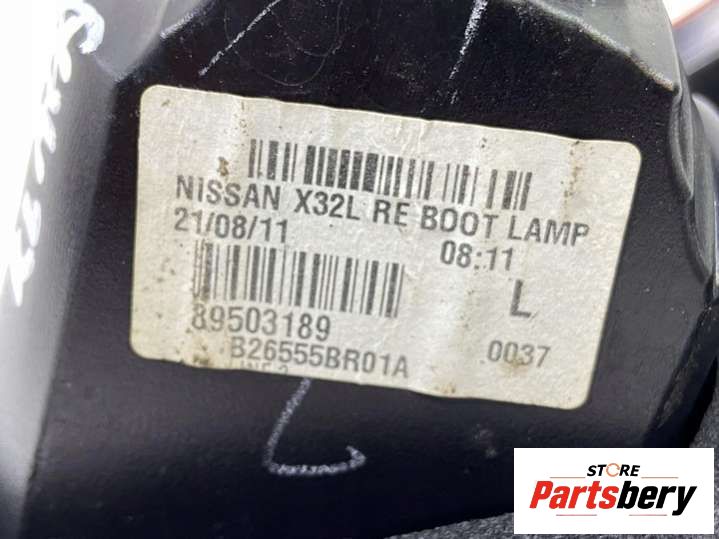 NISSAN X32L RE BOOT LAMP
21/08/11 08:11
L
89503189
B26555BR01A 0037
STORE
Partsbery